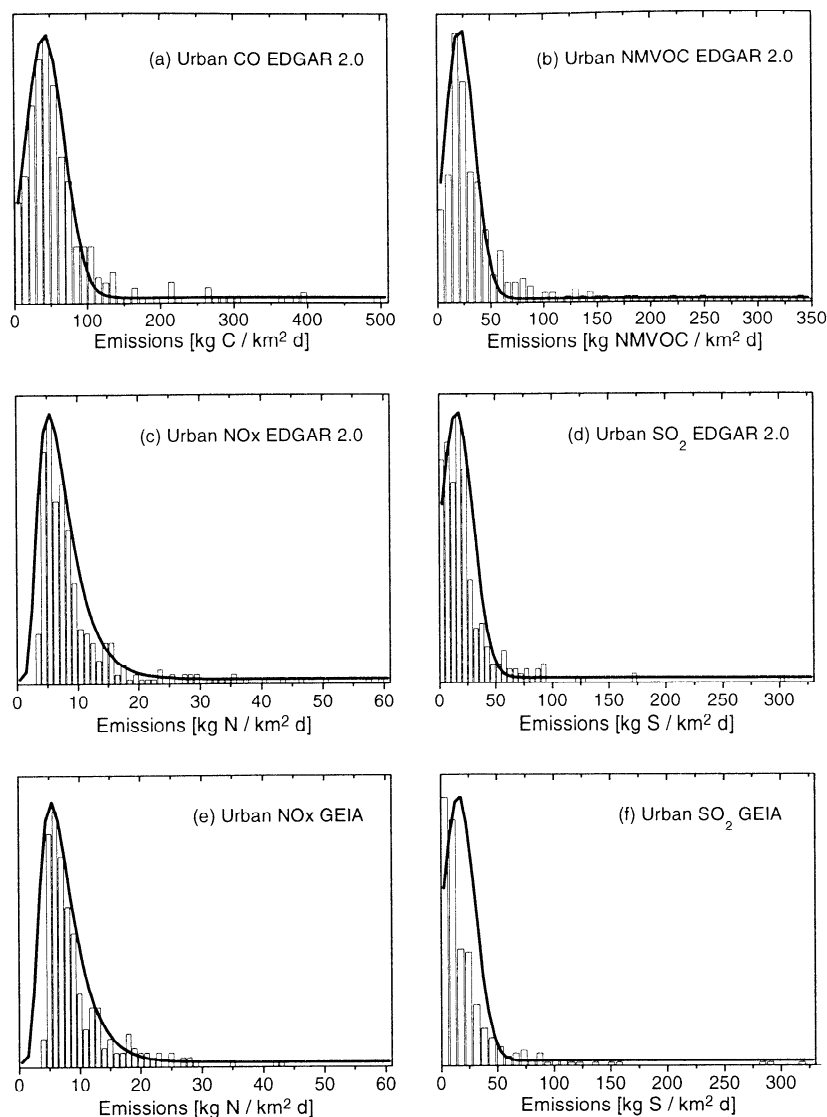 (a) Urban CO EDGAR 2.0
0 100 200 300 400 500
Emissions [kg C / km² d]
(b) Urban NMVOC EDGAR 2.0
0 50 100 150 200 250 300 350
Emissions [kg NMVOC / km² d]
(c) Urban NOx EDGAR 2.0
0 10 20 30 40 50 60
Emissions [kg N / km² d]
(d) Urban SO₂ EDGAR 2.0
0 50 100 150 200 250 300
Emissions [kg S / km² d]
(e) Urban NOx GEIA
0 10 20 30 40 50 60
Emissions [kg N / km² d]
(f) Urban SO₂ GEIA
0 50 100 150 200 250 300
Emissions [kg S / km² d]